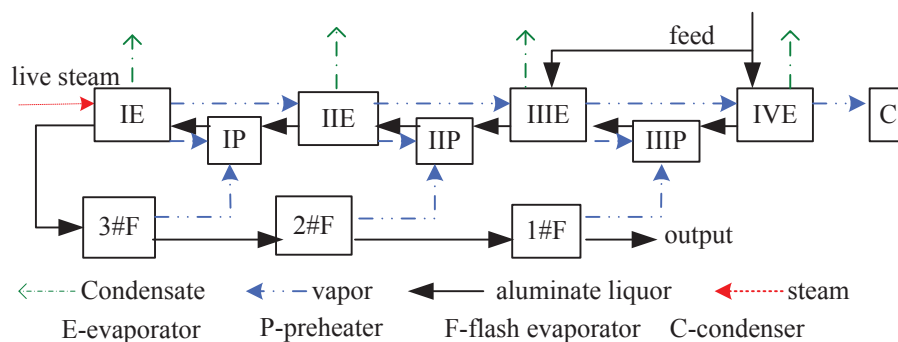 feed
live steam
IE
IIE
IIIE
IVE
C
IP
IIP
IIIP
3#F
2#F
1#F
output
Condensate
vapor
aluminate liquor
steam
E-evaporator
P-preheater
F-flash evaporator
C-condenser